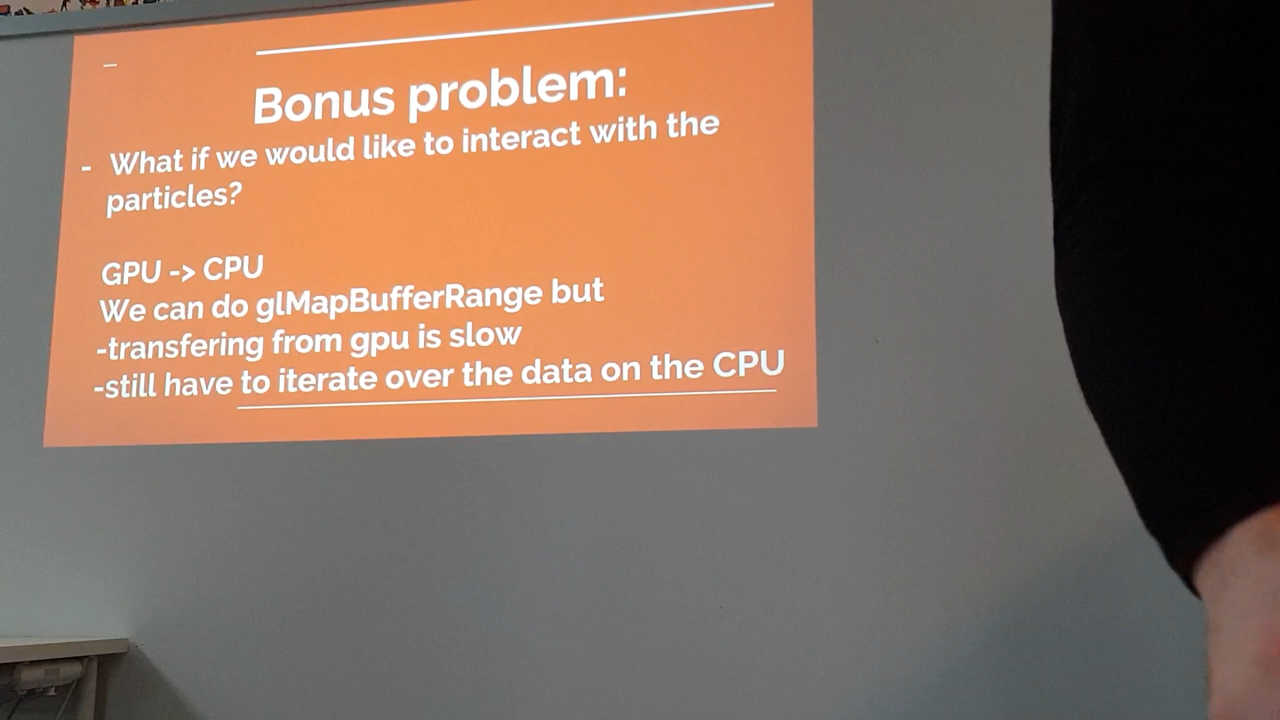 Bonus problem:
- What if we would like to interact with the
particles?
GPU -> CPU
We can do glMapBufferRange but
-transfering from gpu is slow
-still have to iterate over the data on the CPU